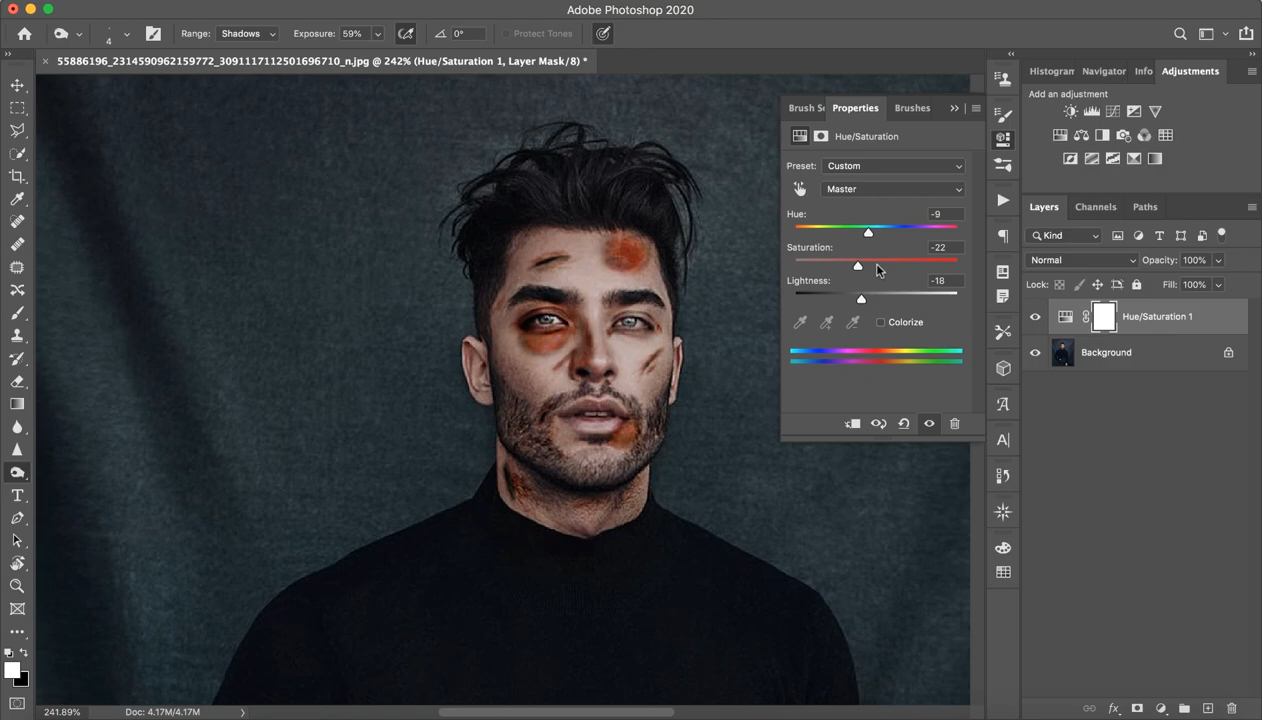 Adobe Photoshop 2020
4
Range: Shadows
Exposure: 59%
0°
Protect Tones
55886196_2314590962159772_3091117112501696710_n.jpg @ 242% (Hue/Saturation 1, Layer Mask/8) *
Histogram Navigator Info Adjustments
Add an adjustment
Brush Se Properties Brushes
Hue/Saturation
Preset: Custom
Master
Hue: -9
Saturation: -22
Lightness: -18
Colorize
Layers Channels Paths
Kind
Normal Opacity: 100%
Lock: Fill: 100%
Hue/Saturation 1
Background
241.89% Doc: 4.17M/4.17M